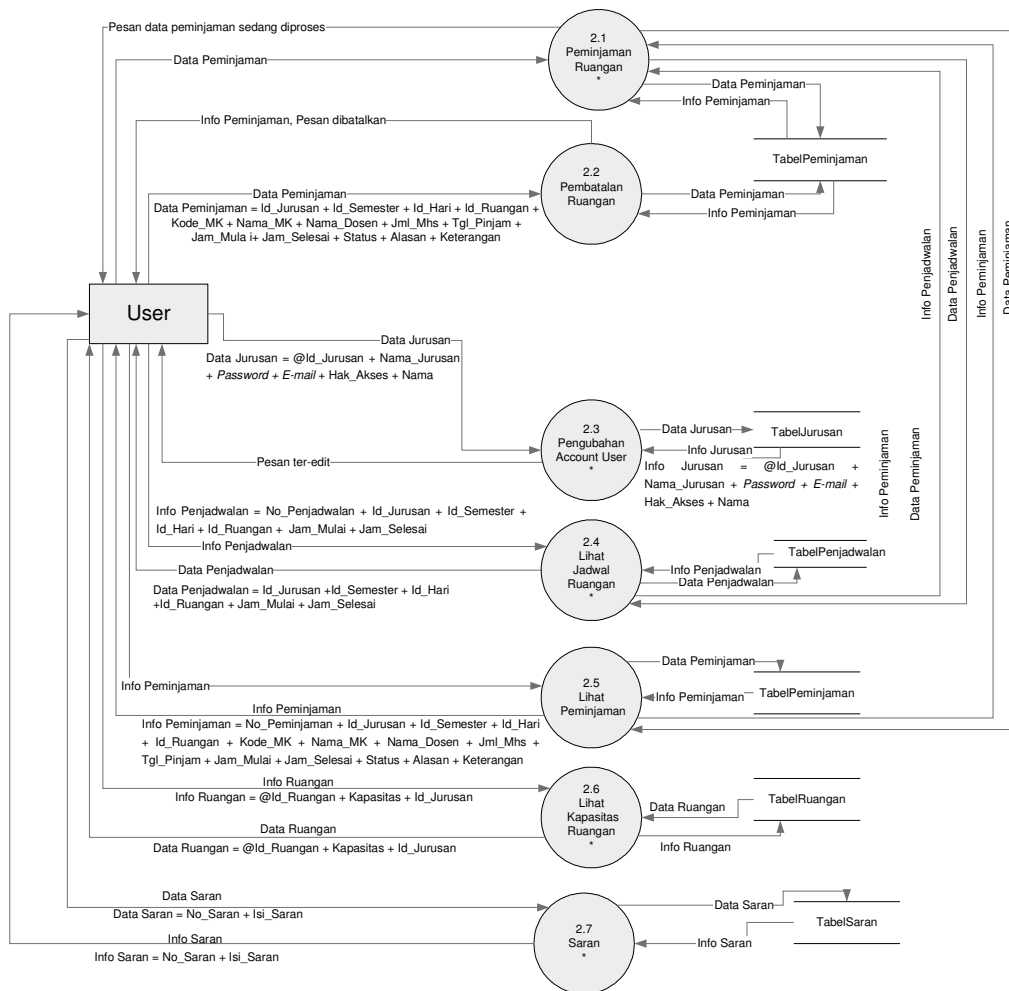 Pesan data peminjaman sedang diproses
2.1
Peminjaman
Ruangan
*
Data Peminjaman
Data Peminjaman
Info Peminjaman
Info Peminjaman, Pesan dibatalkan
TabelPeminjaman
2.2
Pembatalan
Ruangan
Data Peminjaman
Data Peminjaman = Id_Jurusan + Id_Semester + Id_Hari + Id_Ruangan +
Kode_MK + Nama_MK + Nama_Dosen + Jml_Mhs + Tgl_Pinjam +
Jam_Mula i+ Jam_Selesai + Status + Alasan + Keterangan
Data Peminjaman
Info Peminjaman
Info Penjadwalan
Data Penjadwalan
Info Peminjaman
Data Peminjaman
User
Data Jurusan
Data Jurusan = @Id_Jurusan + Nama_Jurusan
+ Password + E-mail + Hak_Akses + Nama
2.3
Pengubahan
Account User
*
Data Jurusan
TabelJurusan
Info Jurusan
Info Jurusan = @Id_Jurusan +
Nama_Jurusan + Password + E-mail +
Hak_Akses + Nama
Info Peminjaman
Data Peminjaman
Pesan ter-edit
Info Penjadwalan = No_Penjadwalan + Id_Jurusan + Id_Semester +
Id_Hari + Id_Ruangan + Jam_Mulai + Jam_Selesai
Info Penjadwalan
Data Penjadwalan
Data Penjadwalan = Id_Jurusan +Id_Semester + Id_Hari
+Id_Ruangan + Jam_Mulai + Jam_Selesai
2.4
Lihat
Jadwal
Ruangan
*
TabelPenjadwalan
Info Penjadwalan
Data Penjadwalan
2.5
Lihat
Peminjaman
Data Peminjaman
Info Peminjaman
TabelPeminjaman
Info Peminjaman
Info Peminjaman
Info Peminjaman = No_Peminjaman + Id_Jurusan + Id_Semester + Id_Hari
+ Id_Ruangan + Kode_MK + Nama_MK + Nama_Dosen + Jml_Mhs +
Tgl_Pinjam + Jam_Mulai + Jam_Selesai + Status + Alasan + Keterangan
Info Ruangan
Info Ruangan = @Id_Ruangan + Kapasitas + Id_Jurusan
2.6
Lihat
Kapasitas
Ruangan
*
Data Ruangan
TabelRuangan
Info Ruangan
Data Ruangan
Data Ruangan = @Id_Ruangan + Kapasitas + Id_Jurusan
Data Saran
Data Saran = No_Saran + Isi_Saran
2.7
Saran
*
Data Saran
TabelSaran
Info Saran
Info Saran
Info Saran = No_Saran + Isi_Saran